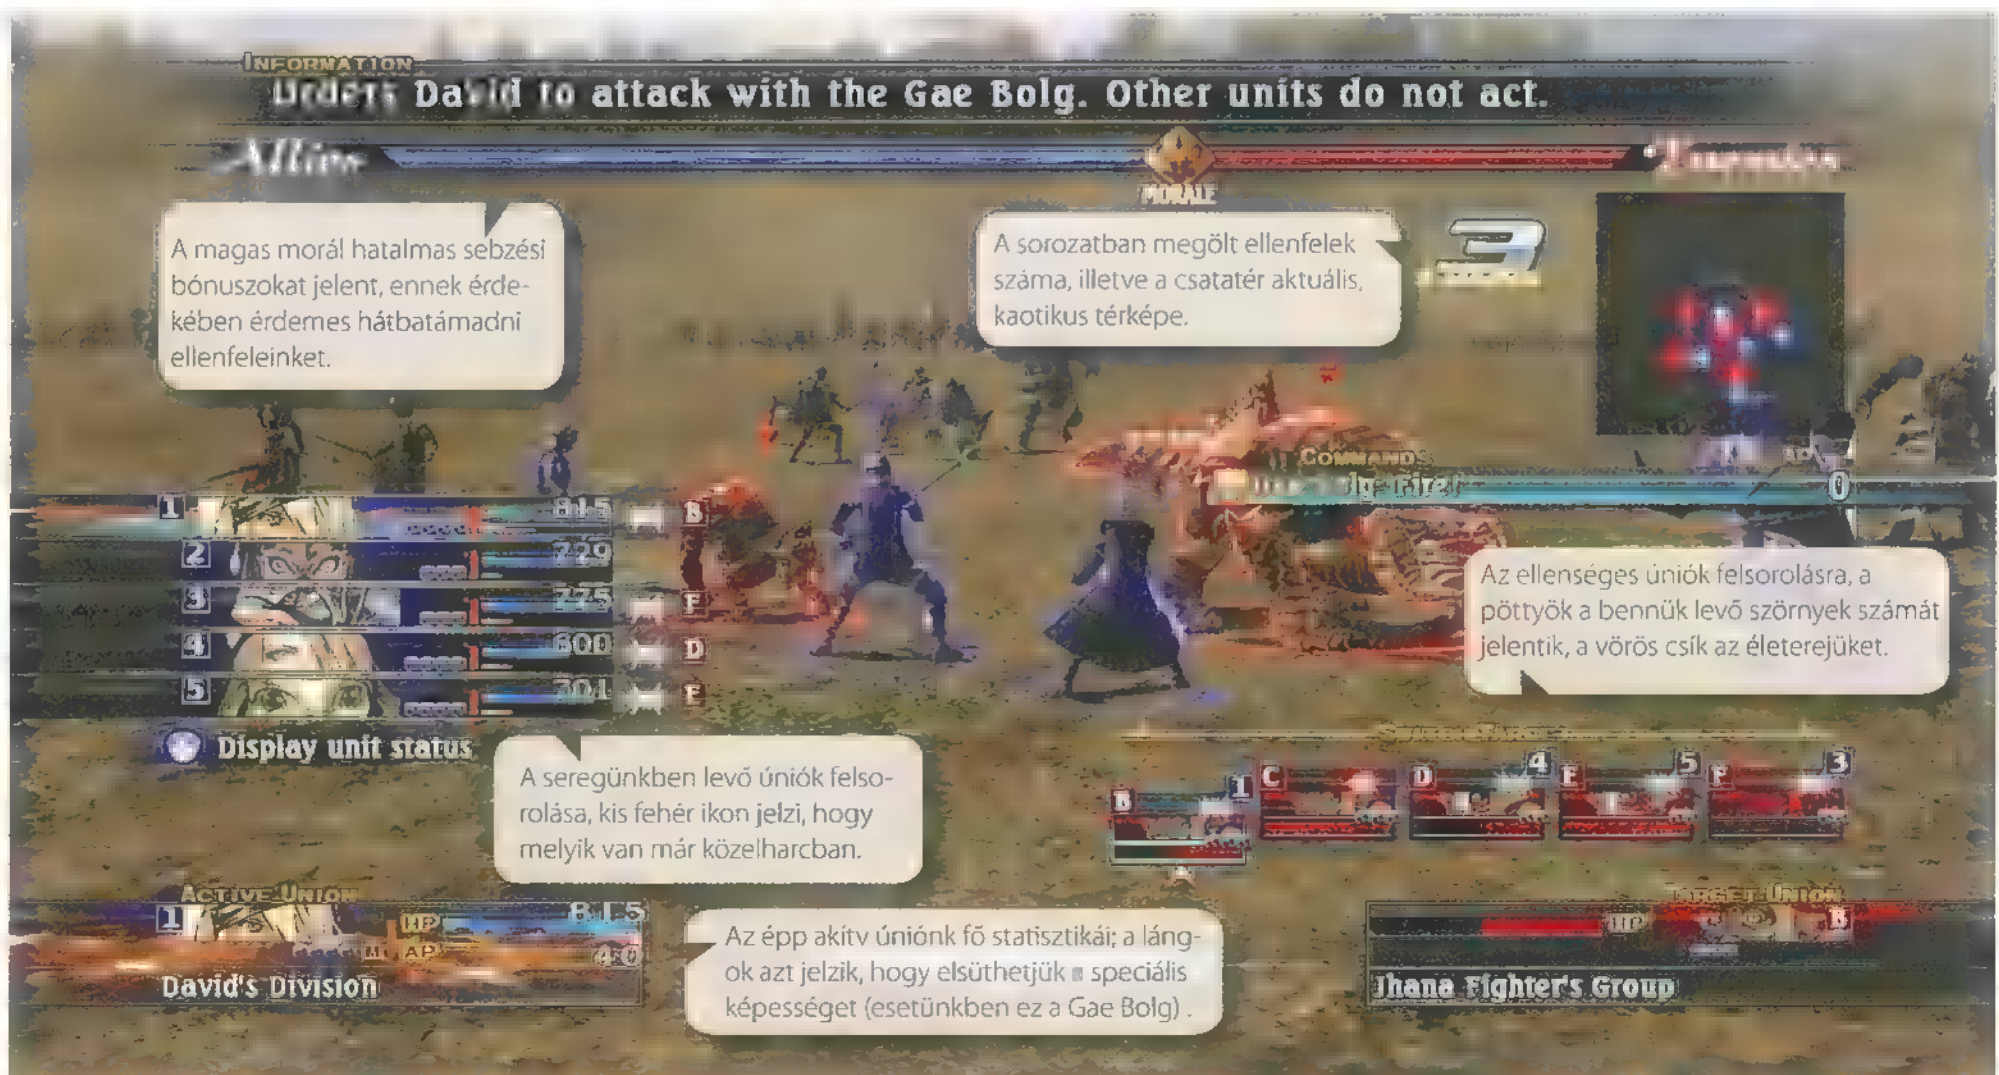 INFORMATION
Orders David to attack with the Gae Bolg. Other units do not act.
Allies
MORALE
A magas morál hatalmas sebzési
bónuszokat jelent, ennek érde-
kében érdemes hátbatámadni
ellenfeleinket.
A sorozatban megölt ellenfelek
száma, illetve a csatatér aktuális,
kaotikus térképe.
3
COMMANDS
AP
0
1 815 B
2 729
3 775 F
4 600 D
5 301 E
Display unit status
Az ellenséges úniók felsorolásra, a
pöttyök a bennük levő szörnyek számát
jelentik, a vörös csík az életerejüket.
A seregünkben levő úniók felso-
rolása, kis fehér ikon jelzi, hogy
melyik van már közelharcban.
B 1 C D 4 E 5 F 3
ACTIVE UNION
1 HP 815
AP 40
David's Division
Az épp akítv úniónk fő statisztikái; a láng-
ok azt jelzik, hogy elsüthetjük a speciális
képességet (esetünkben ez a Gae Bolg) .
TARGET UNION
HP B
Jhana Fighter's Group